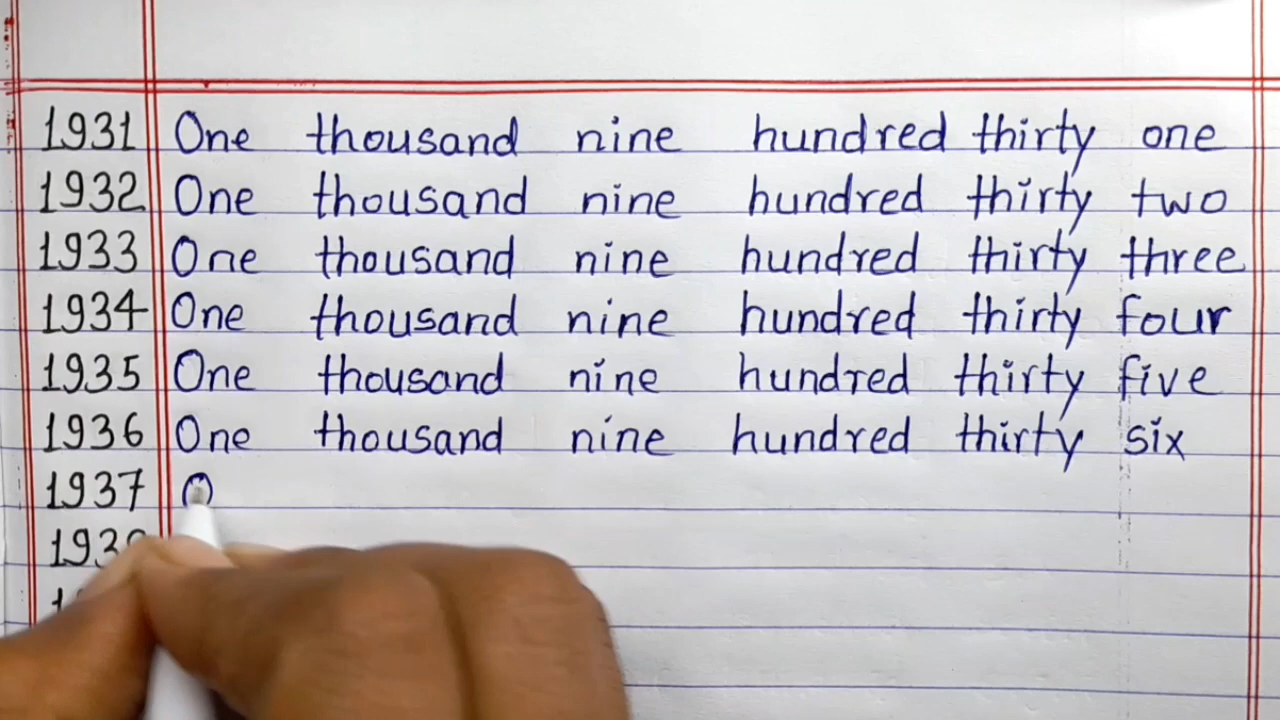 1931 One thousand nine hundred thirty one
1932 One thousand nine hundred thirty two
1933 One thousand nine hundred thirty three
1934 One thousand nine hundred thirty four
1935 One thousand nine hundred thirty five
1936 One thousand nine hundred thirty six
1937 O